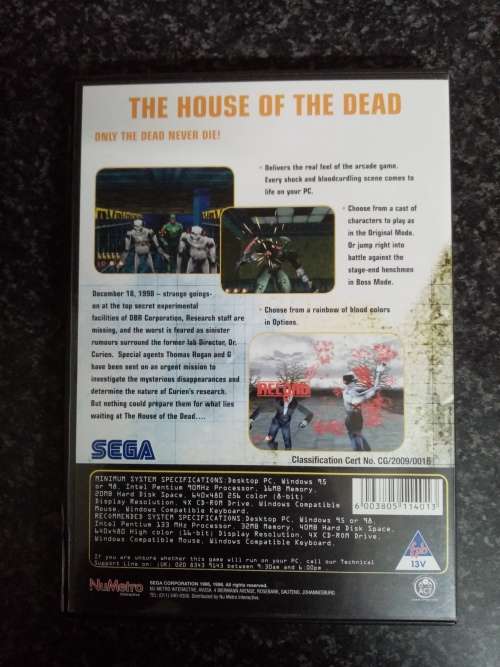 THE HOUSE OF THE DEAD
ONLY THE DEAD NEVER DIE!
· Delivers the real feel of the arcade game.
Every shock and bloodcurdling scene comes to
life on your PC.
· Choose from a cast of
characters to play as
in the Original Mode.
Or jump right into
battle against the
stage-end henchmen
in Boss Mode.
December 18, 1998 – strange goings-
on at the top secret experimental
facilities of DBR Corporation, Research staff are
missing, and the worst is feared as sinister
rumours surround the former lab Director, Dr.
Curien. Special agents Thomas Rogan and G
have been sent on an urgent mission to
investigate the mysterious disappearances and
determine the nature of Curien's research.
But nothing could prepare them for what lies
waiting at The House of the Dead....
· Choose from a rainbow of blood colors
in Options.
RELOAD
SEGA
Classification Cert No. CG/2009/0016
MINIMUM SYSTEM SPECIFICATIONS:Desktop PC, Windows 95
or 98, Intel Pentium 90MHz Processor, 16MB Memory,
20MB Hard Disk Space, 640x480 256 color (8-bit)
Display Resolution, 4X CD-ROM Drive, Windows Compatible
Mouse, Windows Compatible Keyboard.
RECOMMENDED SYSTEM SPECIFICATIONS:Desktop PC, Windows 95 or 98,
Intel Pentium 133 MHz Processor, 32MB Memory, 40MB Hard Disk Space,
640x480 High color (16-bit) Display Resolution, 4X CD-ROM Drive,
Windows Compatible Mouse, Windows Compatible Keyboard.
If you are unsure whether this game will run on your PC, call our Technical
Support Line on: (UK) 020 8343 9143 between 9:30am and 6:00pm
6 003805 114013
13V
NuMetro
Interactive
SEGA CORPORATION 1996, 1998. All rights reserved.
ACT